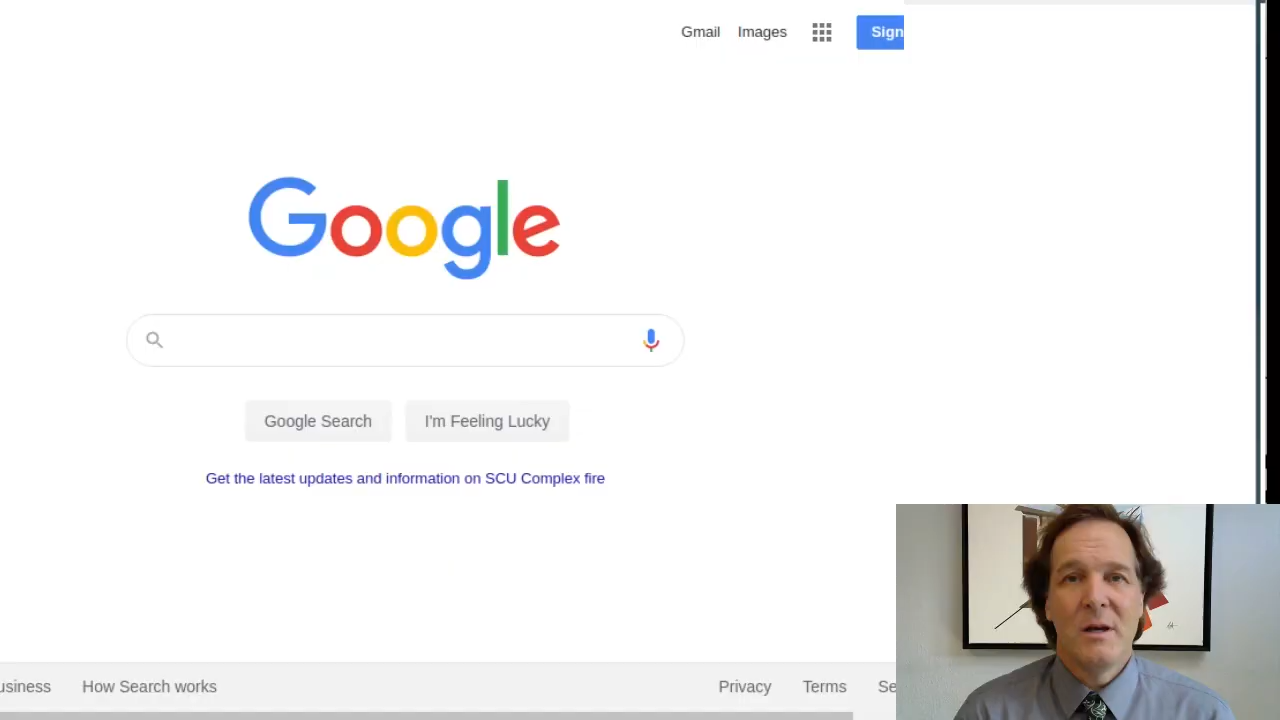 Gmail Images Sign
Google
Google Search I'm Feeling Lucky
Get the latest updates and information on SCU Complex fire
usiness How Search works Privacy Terms Se